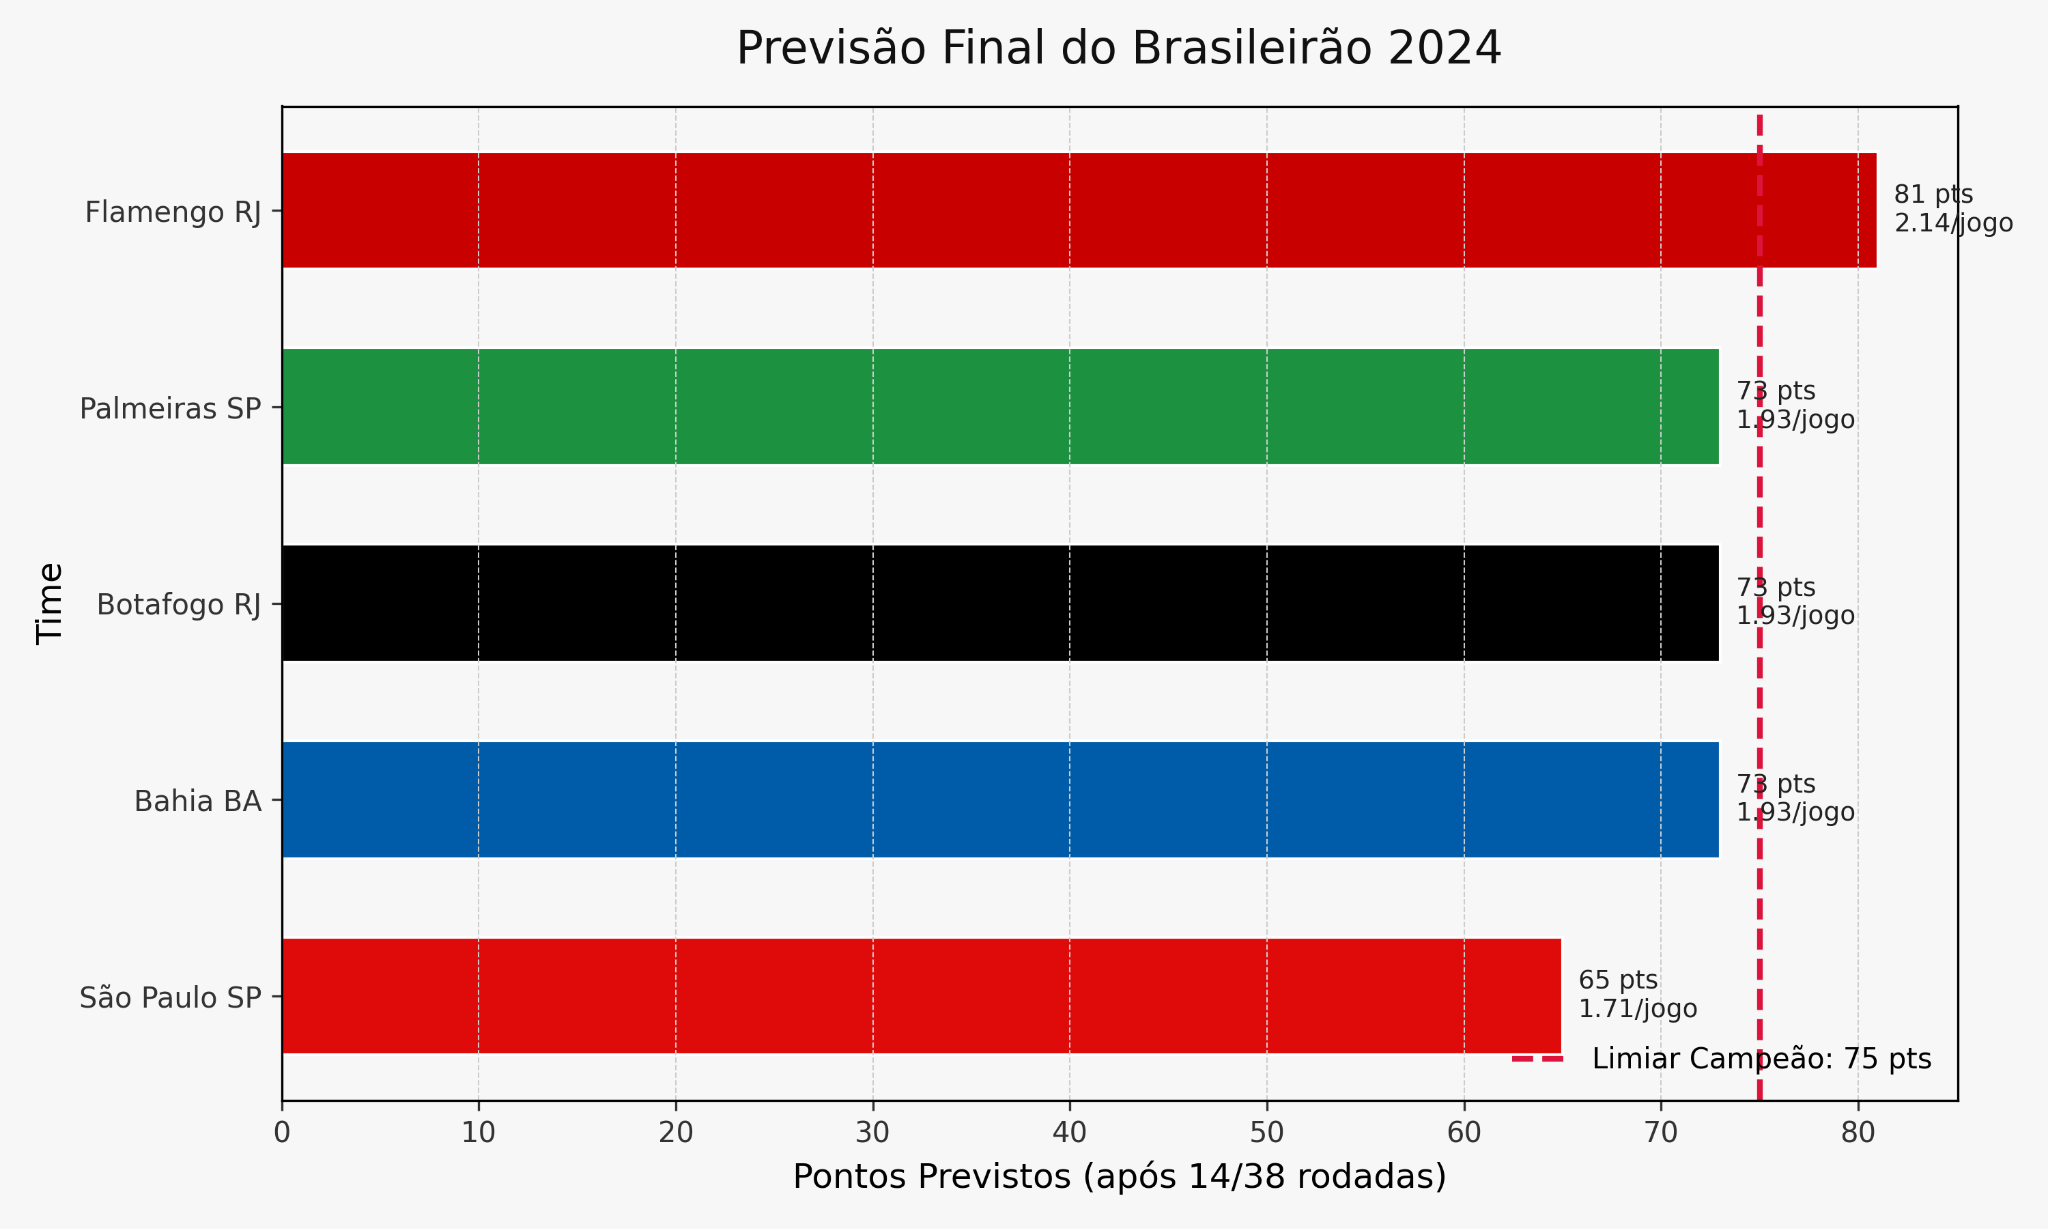 Previsão Final do Brasileirão 2024
Flamengo RJ
81 pts
2.14/jogo
Palmeiras SP
73 pts
1.93/jogo
Botafogo RJ
73 pts
1.93/jogo
Bahia BA
73 pts
1.93/jogo
São Paulo SP
65 pts
1.71/jogo
Time
Limiar Campeão: 75 pts
0 10 20 30 40 50 60 70 80
Pontos Previstos (após 14/38 rodadas)